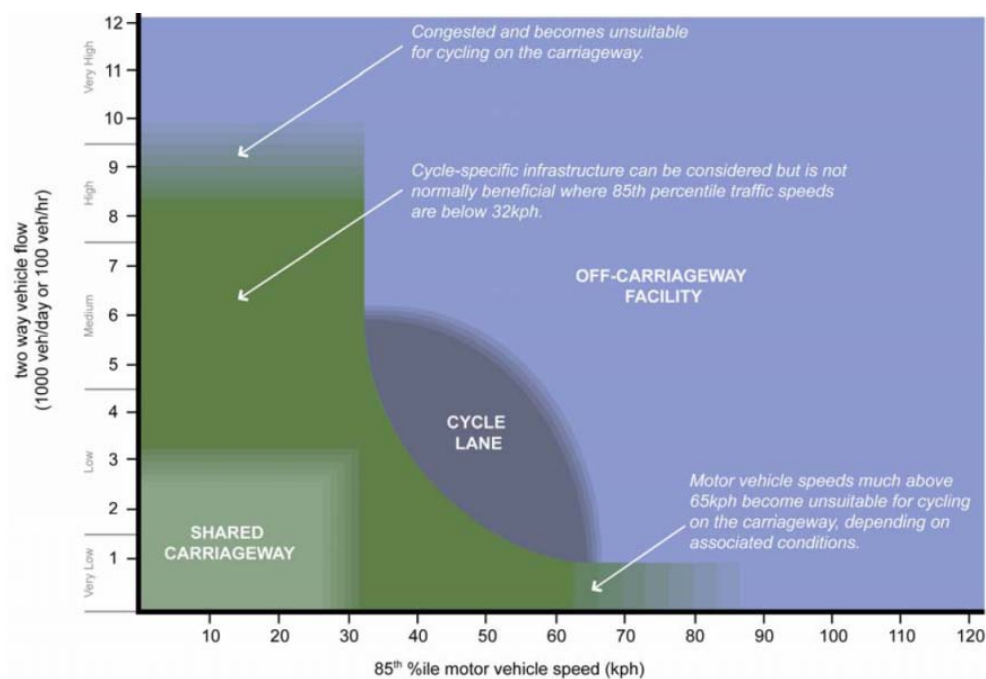 12
Very High
11
10
9
High
8
7
Medium
6
5
4
Low
3
2
Very Low
1
two way vehicle flow
(1000 veh/day or 100 veh/hr)
Congested and becomes unsuitable
for cycling on the carriageway.
Cycle-specific infrastructure can be considered but is not
normally beneficial where 85th percentile traffic speeds
are below 32kph.
OFF-CARRIAGEWAY
FACILITY
CYCLE
LANE
Motor vehicle speeds much above
65kph become unsuitable for cycling
on the carriageway, depending on
associated conditions.
SHARED
CARRIAGEWAY
10 20 30 40 50 60 70 80 90 100 110 120
85th %ile motor vehicle speed (kph)